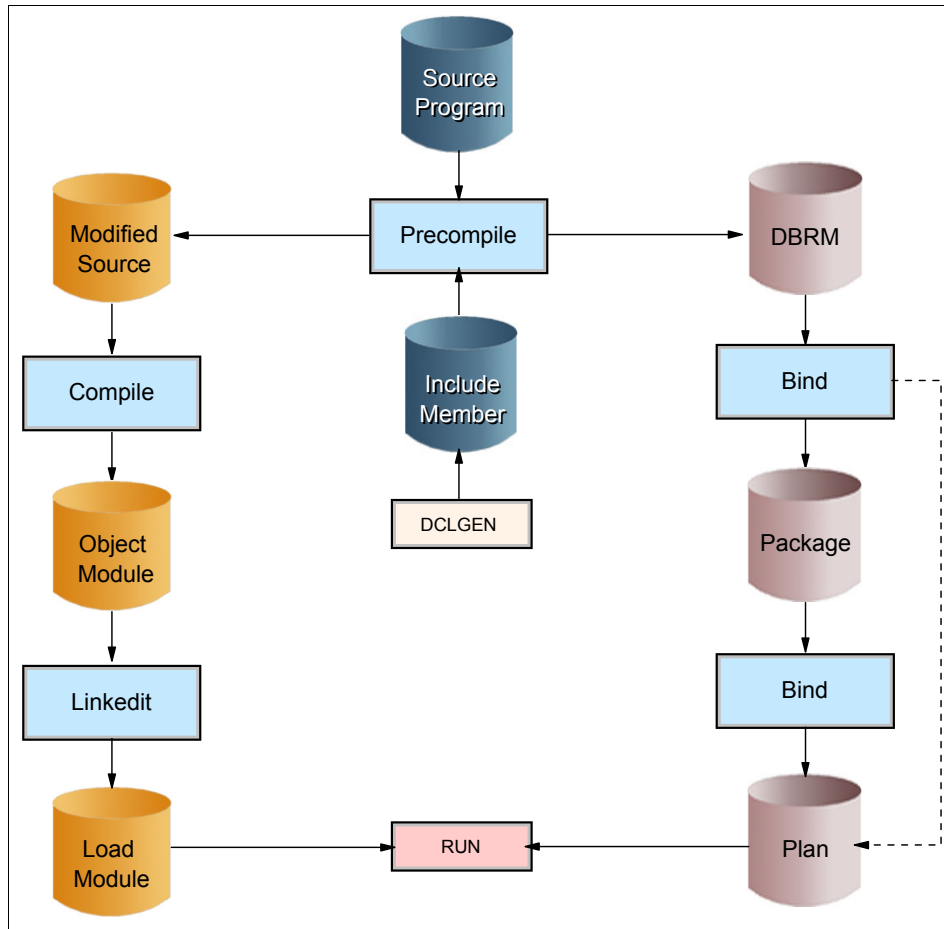 Source
Program
Modified
Source
Precompile
DBRM
Compile
Include
Member
Bind
Object
Module
DCLGEN
Package
Linkedit
Bind
Load
Module
RUN
Plan